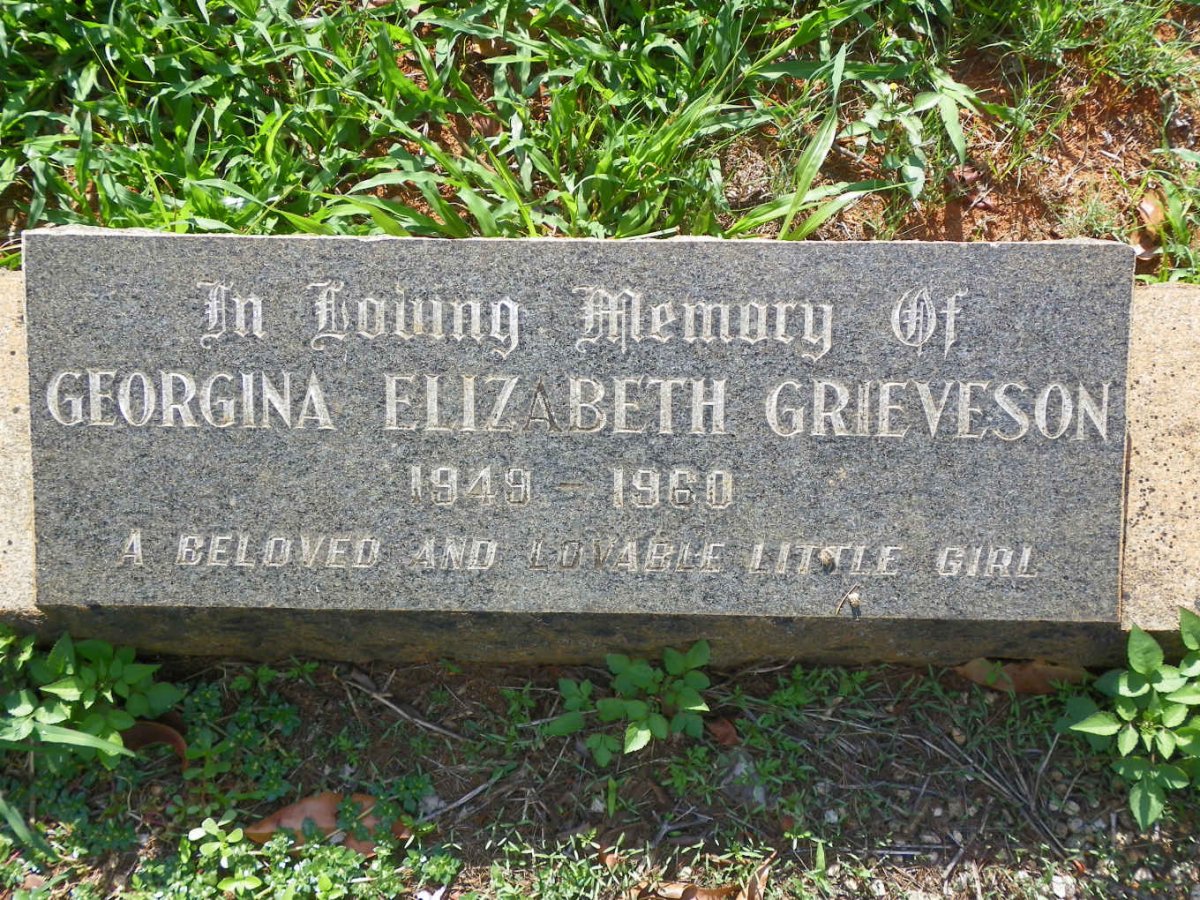 In Loving Memory Of
GEORGINA ELIZABETH GRIEVESON
1949 - 1960
A BELOVED AND LOVABLE LITTLE GIRL